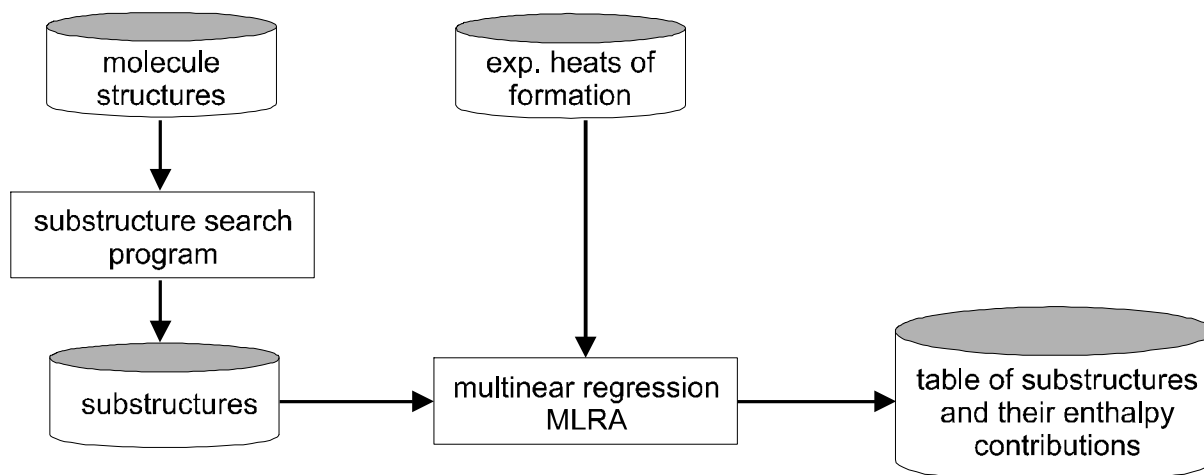 molecule
structures
exp. heats of
formation
substructure search
program
substructures
multinear regression
MLRA
table of substructures
and their enthalpy
contributions